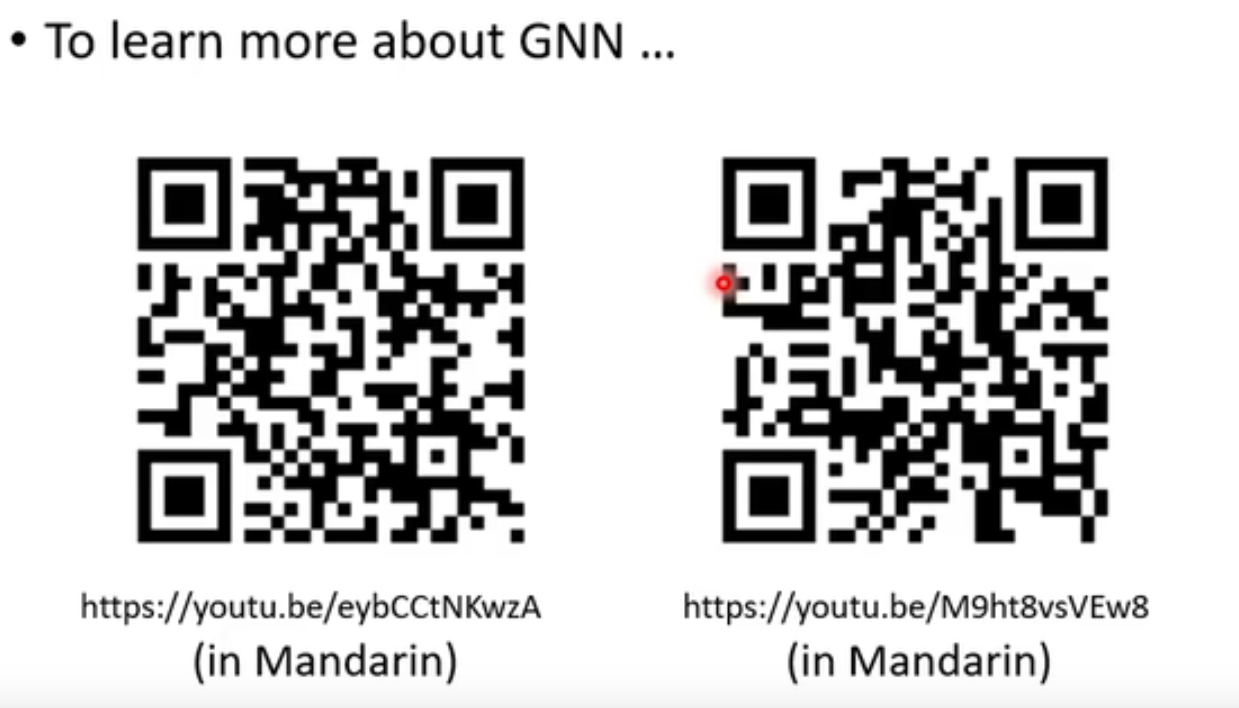 • To learn more about GNN ...
https://youtu.be/eybCCtNKwzA
(in Mandarin)
https://youtu.be/M9ht8vsVEw8
(in Mandarin)